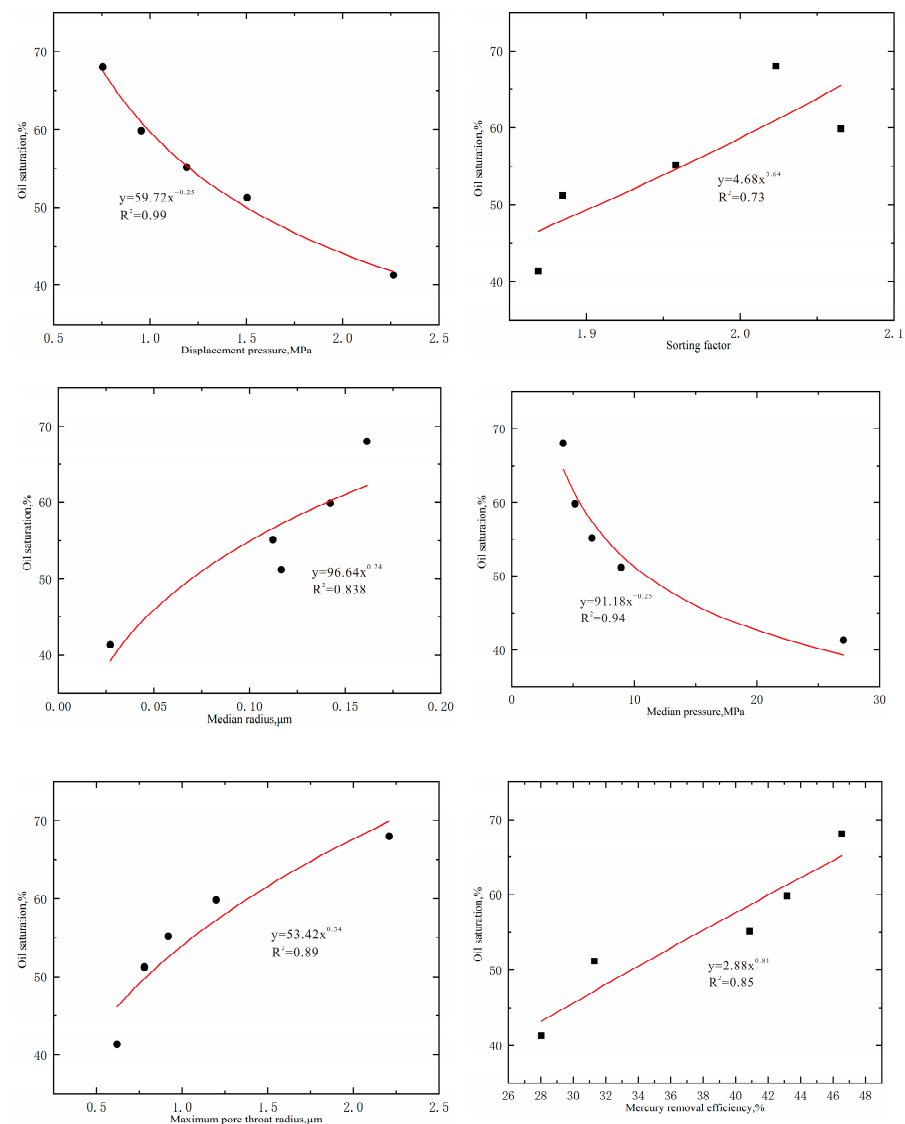 70
60
50
40
Oil saturation,%
y=59.72x^−0.25
R^2=0.99
0.5 1.0 1.5 2.0 2.5
Displacement pressure,MPa
70
60
50
40
Oil saturation,%
y=4.68x^3.64
R^2=0.73
1.9 2.0 2.1
Sorting factor
70
60
50
40
Oil saturation,%
y=96.64x^0.24
R^2=0.838
0.00 0.05 0.10 0.15 0.20
Median radius,μm
70
60
50
40
Oil saturation,%
y=91.18x^−0.25
R^2=0.94
0 10 20 30
Median pressure,MPa
70
60
50
40
Oil saturation,%
y=53.42x^0.34
R^2=0.89
0.5 1.0 1.5 2.0 2.5
Maximum pore throat radius,μm
70
60
50
40
Oil saturation,%
y=2.88x^0.81
R^2=0.85
26 28 30 32 34 36 38 40 42 44 46 48
Mercury removal efficiency,%